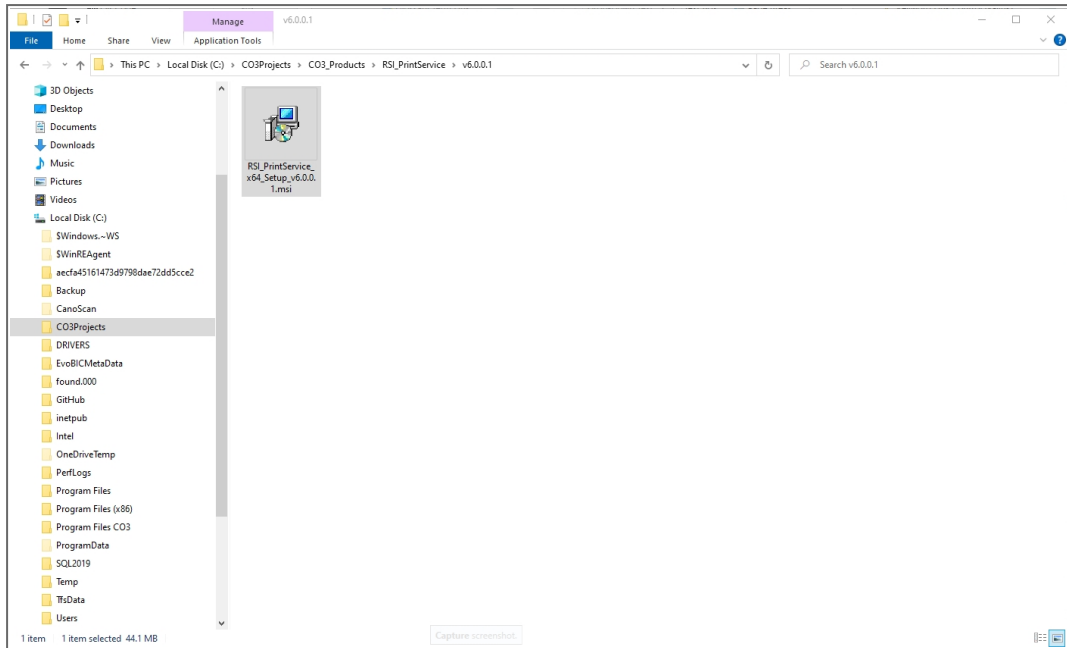 Manage
v6.0.0.1
File Home Share View Application Tools
This PC > Local Disk (C:) > CO3Projects > CO3_Products > RSI_PrintService > v6.0.0.1
Search v6.0.0.1
3D Objects
Desktop
Documents
Downloads
Music
Pictures
Videos
Local Disk (C:)
$Windows.~WS
$WinREAgent
aecfa45161473d9798dae72dd5cce2
Backup
CanoScan
CO3Projects
DRIVERS
EvoBICMetaData
found.000
GitHub
inetpub
Intel
OneDriveTemp
PerfLogs
Program Files
Program Files (x86)
Program Files CO3
ProgramData
SQL2019
Temp
TfsData
Users
RSI_PrintService_
x64_Setup_v6.0.0.
1.msi
1 item 1 item selected 44.1 MB
Capture screenshot.